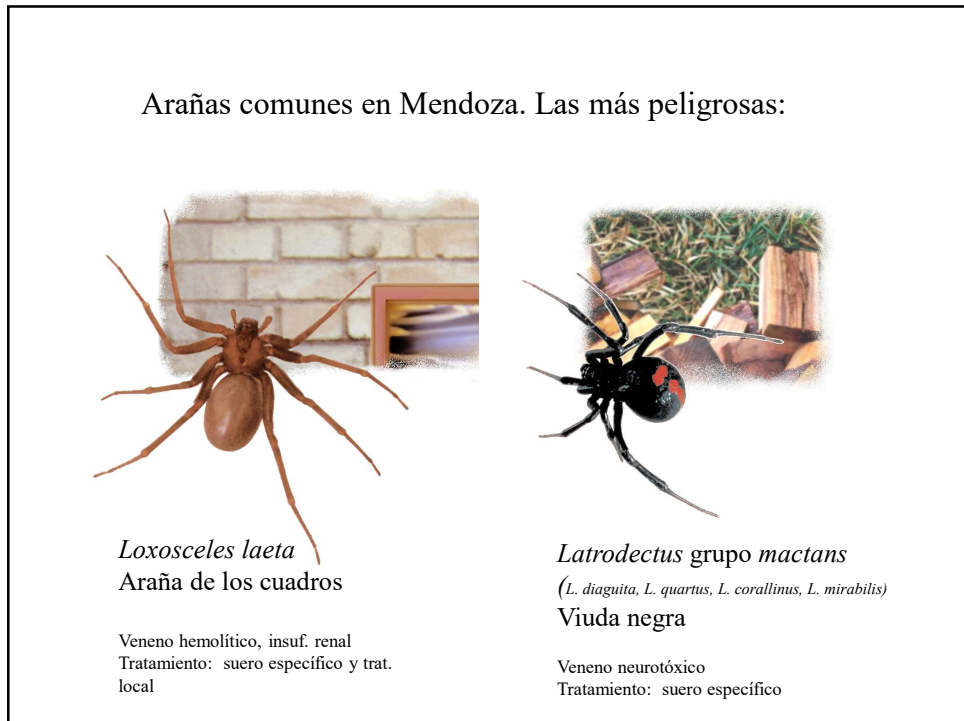 Arañas comunes en Mendoza. Las más peligrosas:
Loxosceles laeta
Araña de los cuadros
Veneno hemolítico, insuf. renal
Tratamiento: suero específico y trat.
local
Latrodectus grupo mactans
(L. diaguita, L. quartus, L. corallinus, L. mirabilis)
Viuda negra
Veneno neurotóxico
Tratamiento: suero específico